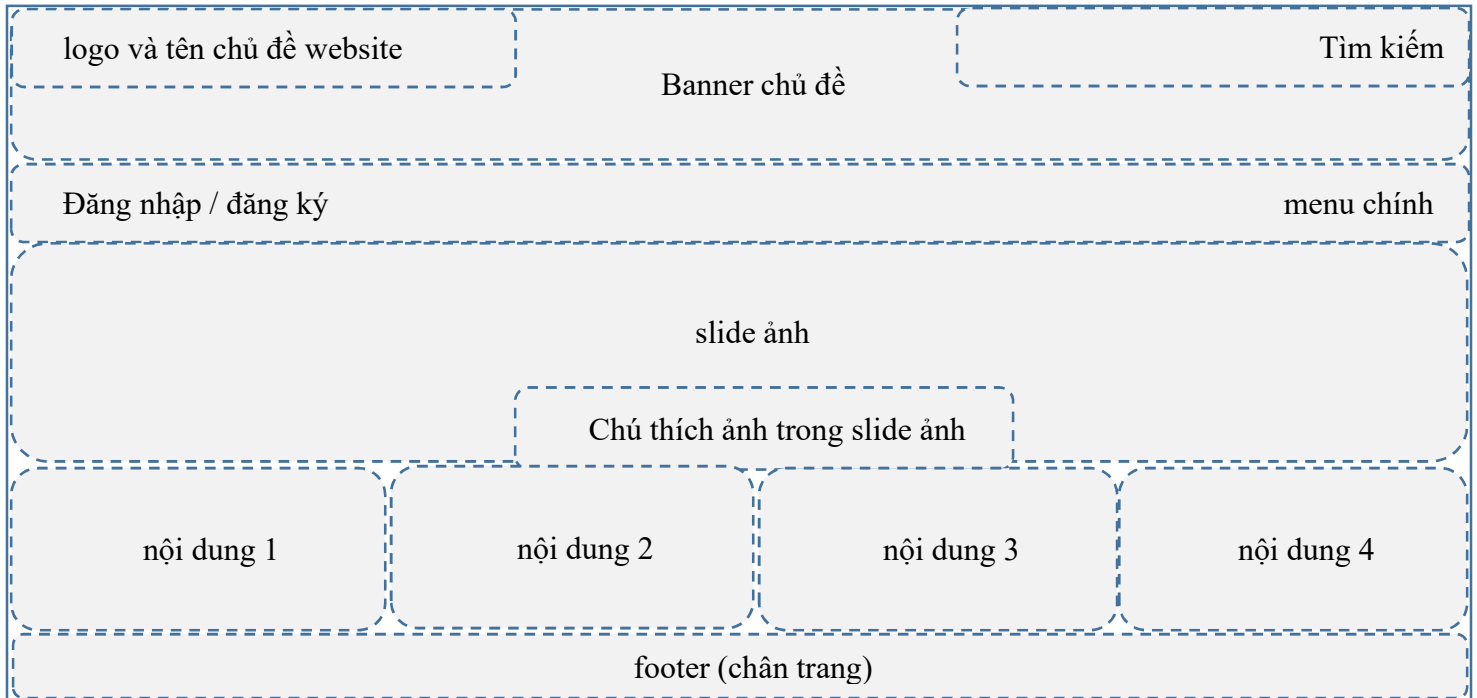 logo và tên chủ đề website
Tìm kiếm
Banner chủ đề
Đăng nhập / đăng ký
menu chính
slide ảnh
Chú thích ảnh trong slide ảnh
nội dung 1
nội dung 2
nội dung 3
nội dung 4
footer (chân trang)